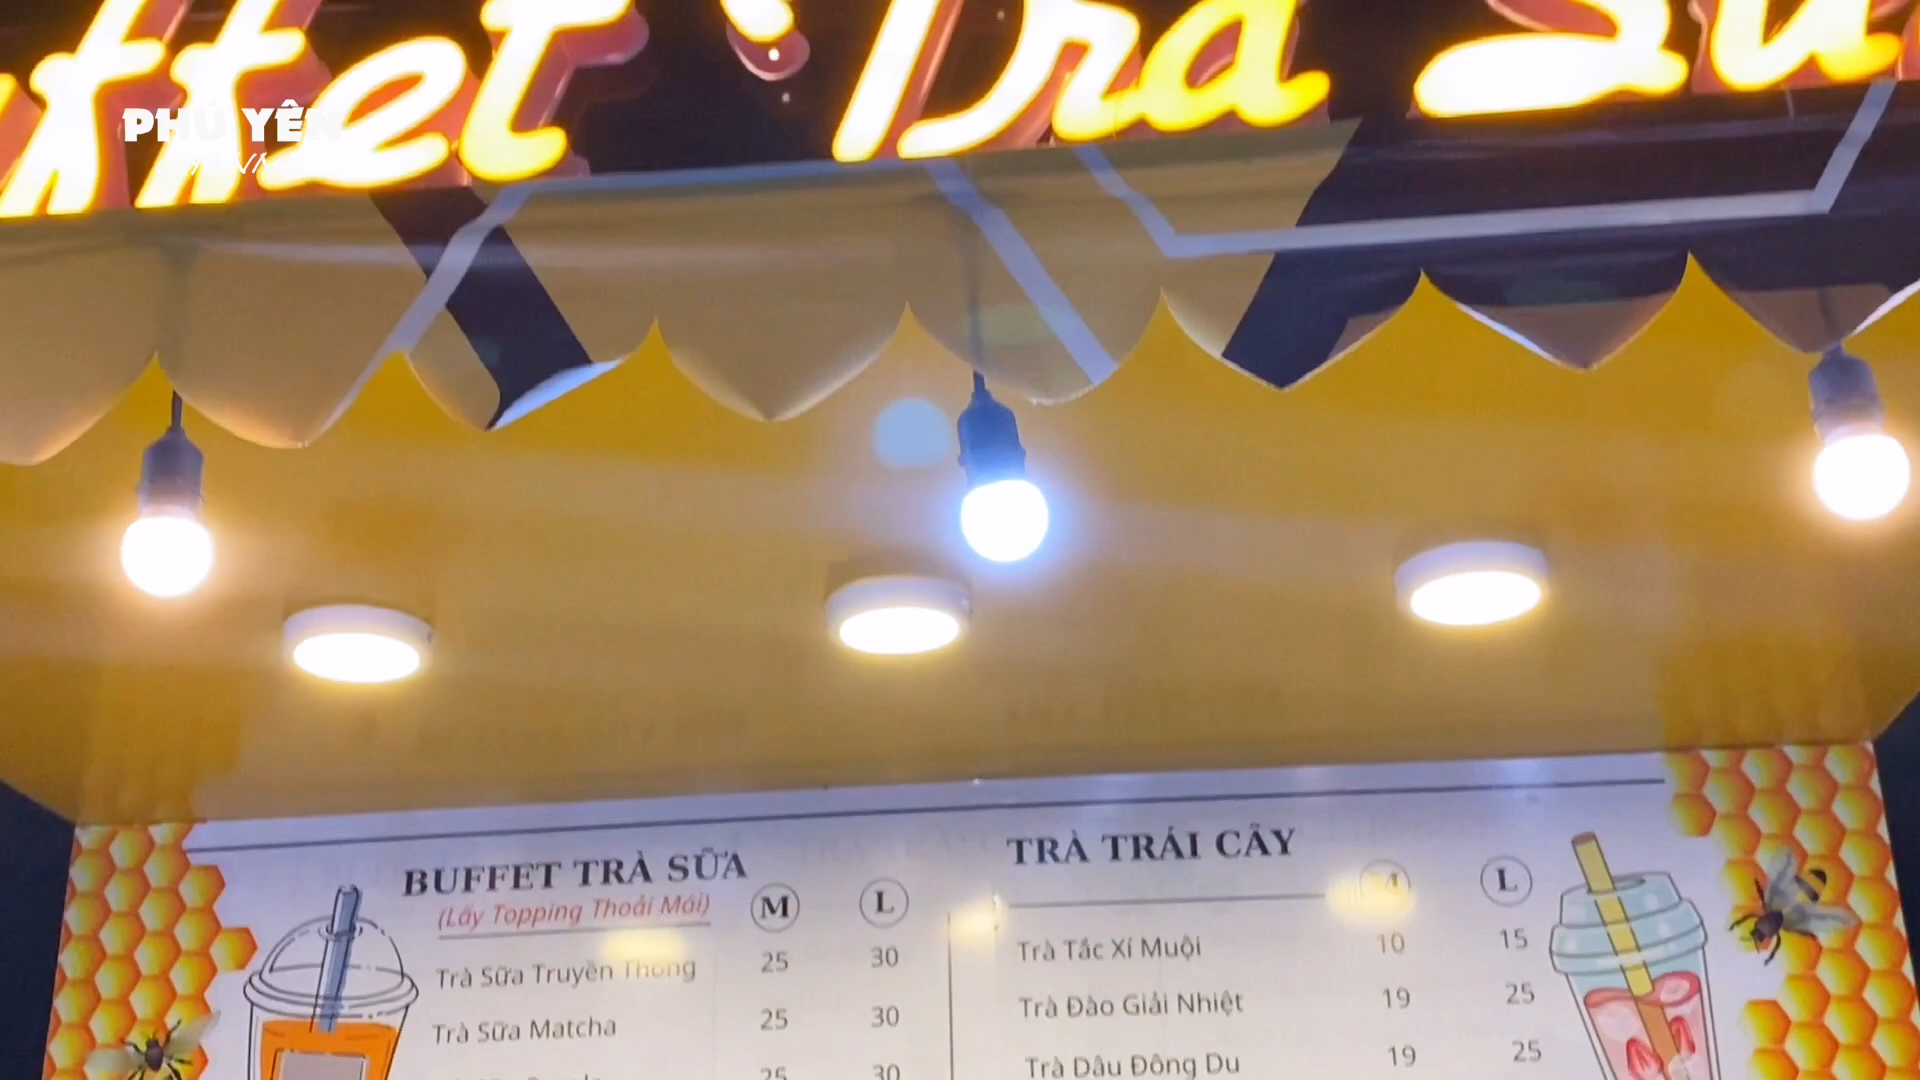 Buffet Trà Sữa
PHÚ YÊN
BUFFET TRÀ SỮA
(Lấy Topping Thoải Mái)
M L
Trà Sữa Truyền Thống 25 30
Trà Sữa Matcha 25 30
25 30
TRÀ TRÁI CÂY
M L
Trà Tắc Xí Muội 10 15
Trà Đào Giải Nhiệt 19 25
Trà Dâu Đông Du 19 25